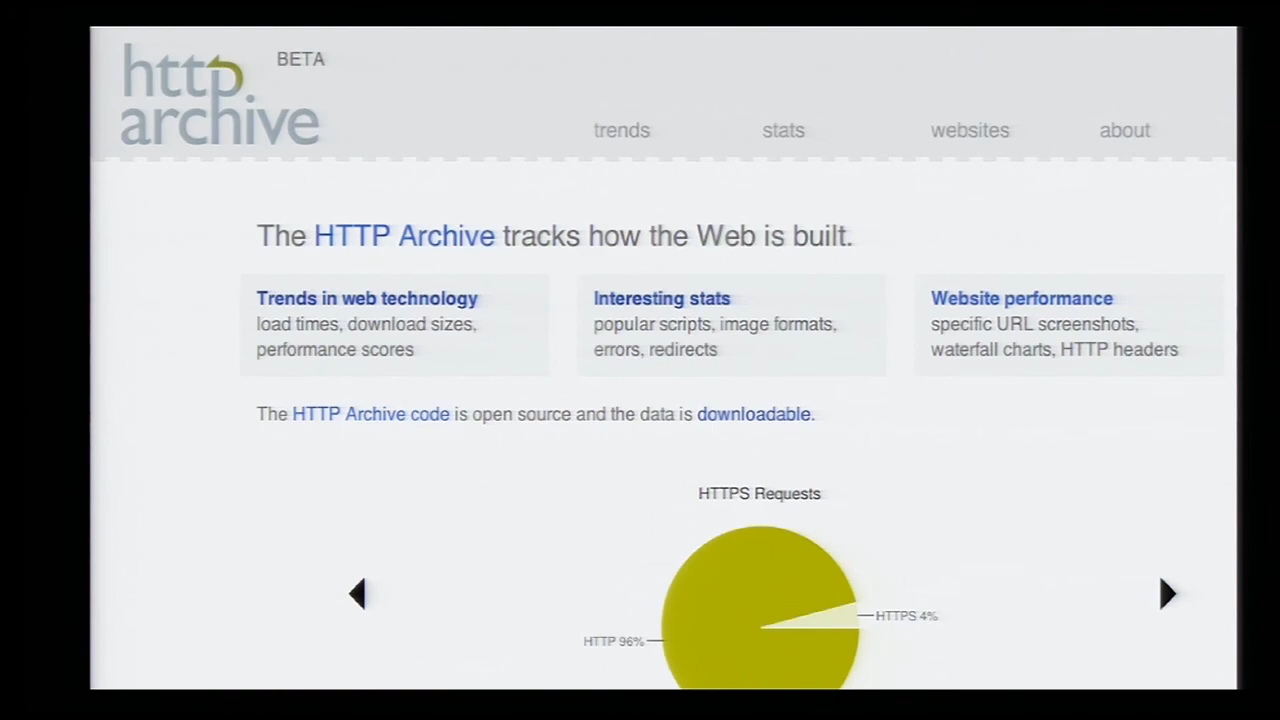 http
archive
BETA
trends stats websites about
The HTTP Archive tracks how the Web is built.
Trends in web technology
load times, download sizes,
performance scores
Interesting stats
popular scripts, image formats,
errors, redirects
Website performance
specific URL screenshots,
waterfall charts, HTTP headers
The HTTP Archive code is open source and the data is downloadable.
HTTPS Requests
HTTPS 4%
HTTP 96%